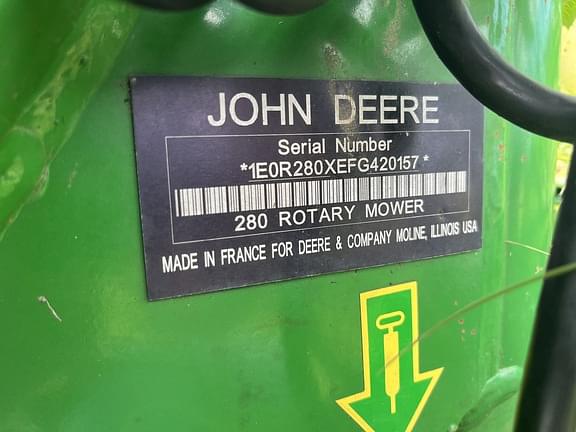 JOHN DEERE
Serial Number
*1E0R280XEFG420157*
280 ROTARY MOWER
MADE IN FRANCE FOR DEERE & COMPANY MOLINE, ILLINOIS USA